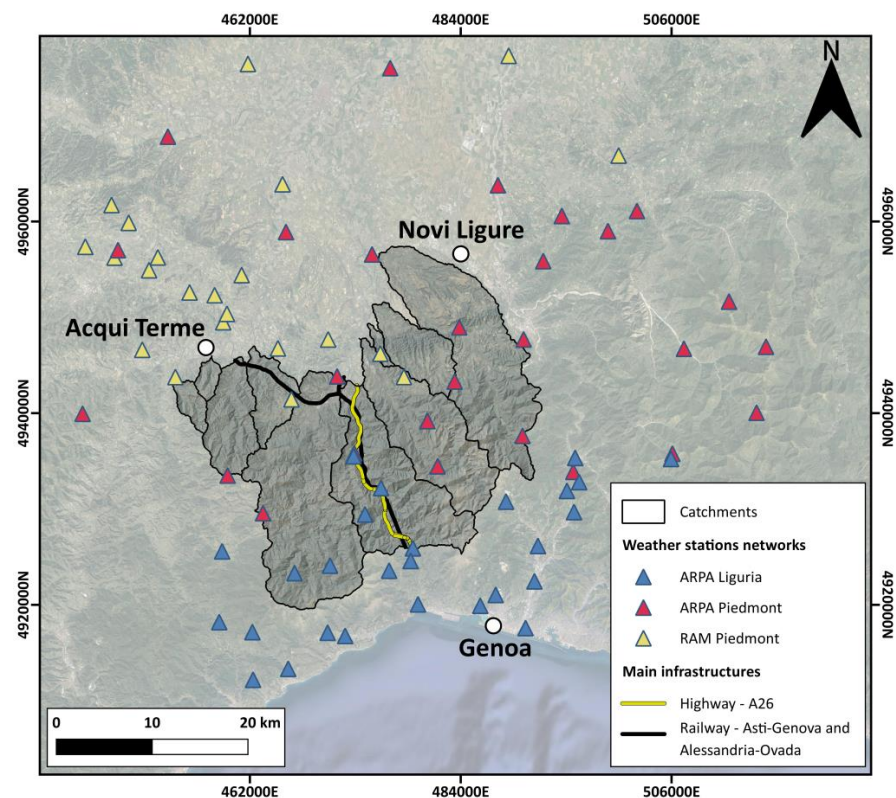 462000E 484000E 506000E
N
4960000N 4960000N
Novi Ligure
Acqui Terme
4940000N 4940000N
Catchments
Weather stations networks
ARPA Liguria
ARPA Piedmont
RAM Piedmont
Main infrastructures
Highway - A26
Railway - Asti-Genova and
Alessandria-Ovada
4920000N 4920000N
Genoa
0 10 20 km
462000E 484000E 506000E